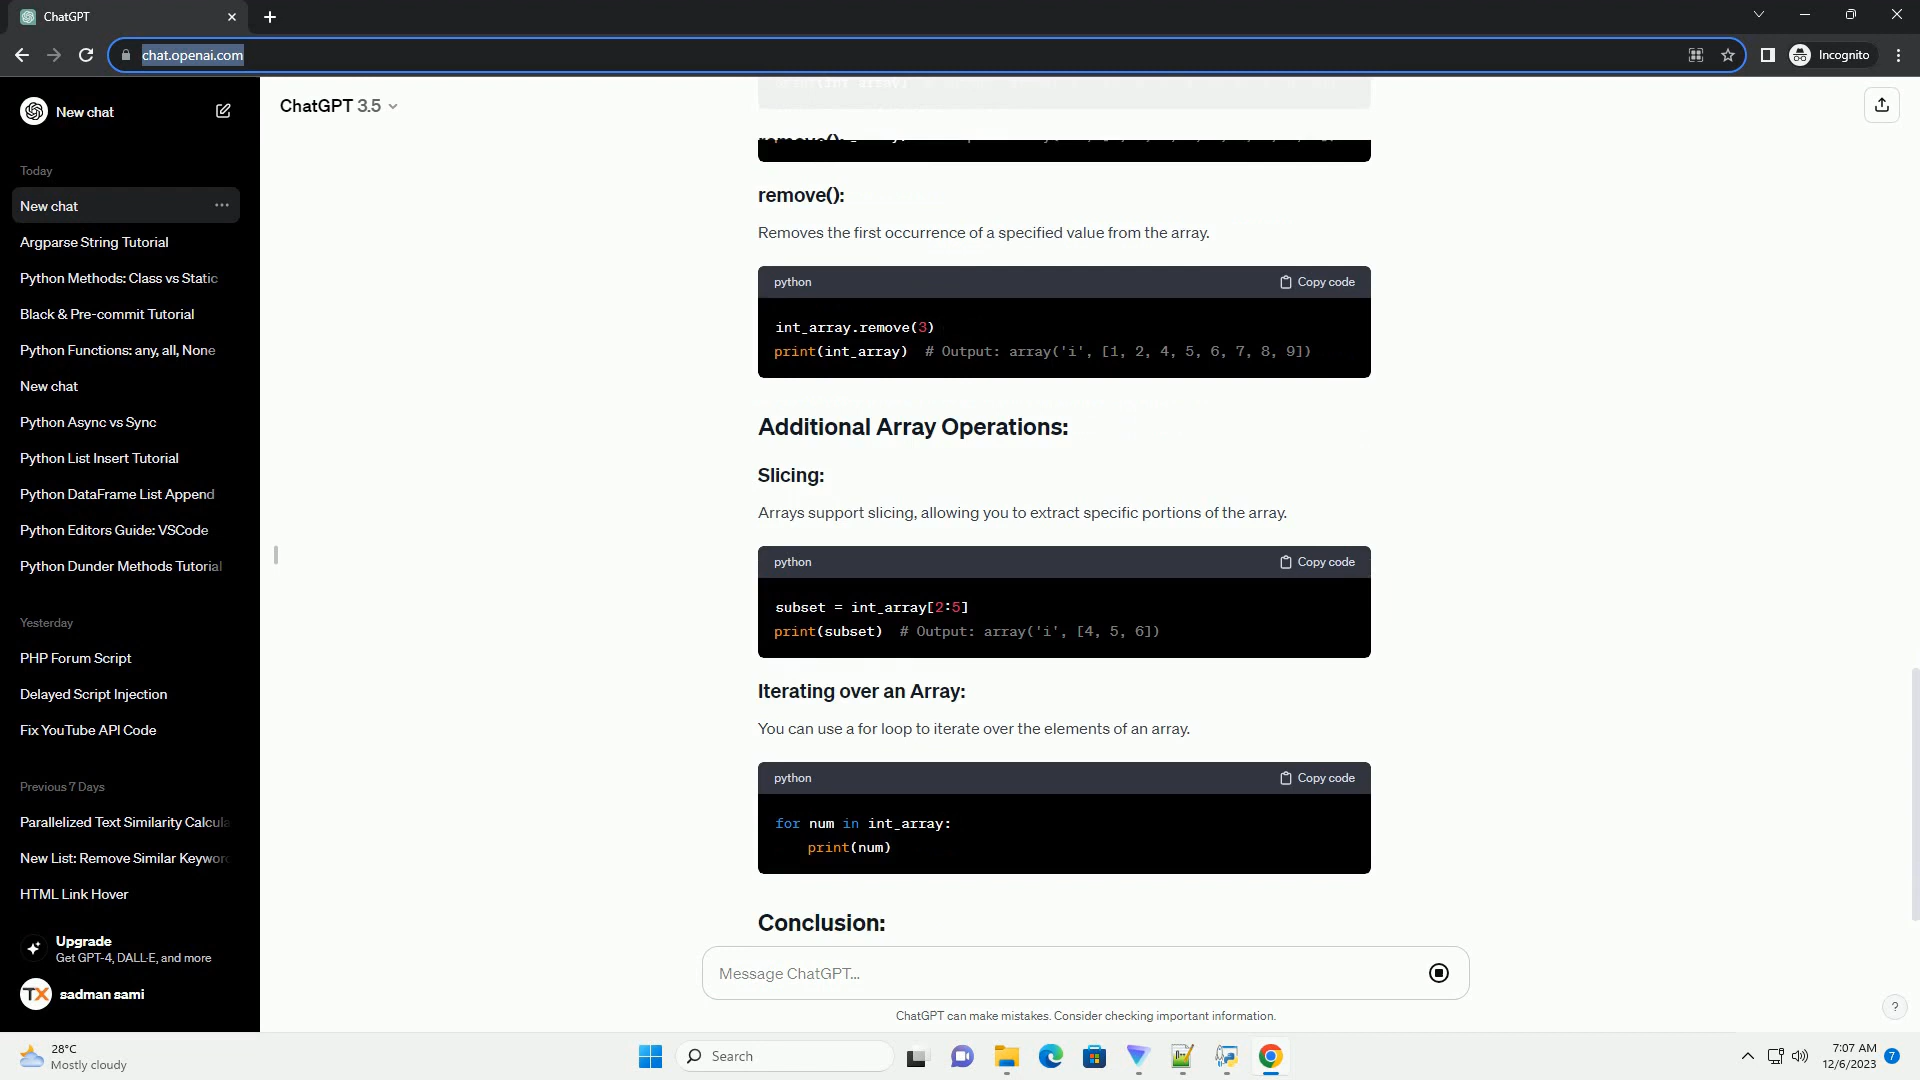 ChatGPT
chat.openai.com
Incognito
New chat
Today
New chat
Argparse String Tutorial
Python Methods: Class vs Static
Black & Pre-commit Tutorial
Python Functions: any, all, None
New chat
Python Async vs Sync
Python List Insert Tutorial
Python DataFrame List Append
Python Editors Guide: VSCode
Python Dunder Methods Tutorial
Yesterday
PHP Forum Script
Delayed Script Injection
Fix YouTube API Code
Previous 7 Days
Parallelized Text Similarity Calcula
New List: Remove Similar Keyword
HTML Link Hover
Upgrade
Get GPT-4, DALL·E, and more
TX sadman sami
ChatGPT 3.5
remove():
remove():
Removes the first occurrence of a specified value from the array.
python
Copy code
int_array.remove(3)
print(int_array)  # Output: array('i', [1, 2, 4, 5, 6, 7, 8, 9])
Additional Array Operations:
Slicing:
Arrays support slicing, allowing you to extract specific portions of the array.
python
Copy code
subset = int_array[2:5]
print(subset)  # Output: array('i', [4, 5, 6])
Iterating over an Array:
You can use a for loop to iterate over the elements of an array.
python
Copy code
for num in int_array:
    print(num)
Conclusion:
Message ChatGPT...
ChatGPT can make mistakes. Consider checking important information.
?
28°C
Mostly cloudy
Search
7:07 AM
12/6/2023
7